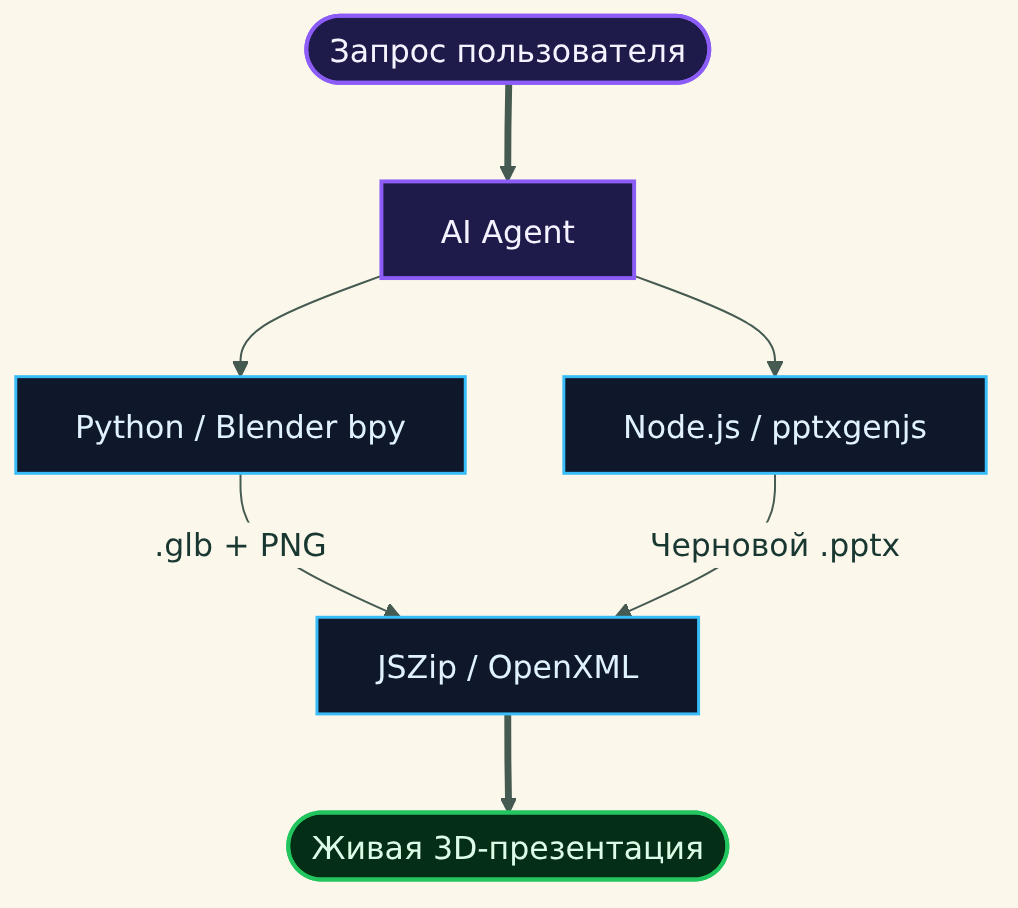 Запрос пользователя
AI Agent
Python / Blender bpy
Node.js / pptxgenjs
.glb + PNG
Черновой .pptx
JSZip / OpenXML
Живая 3D-презентация